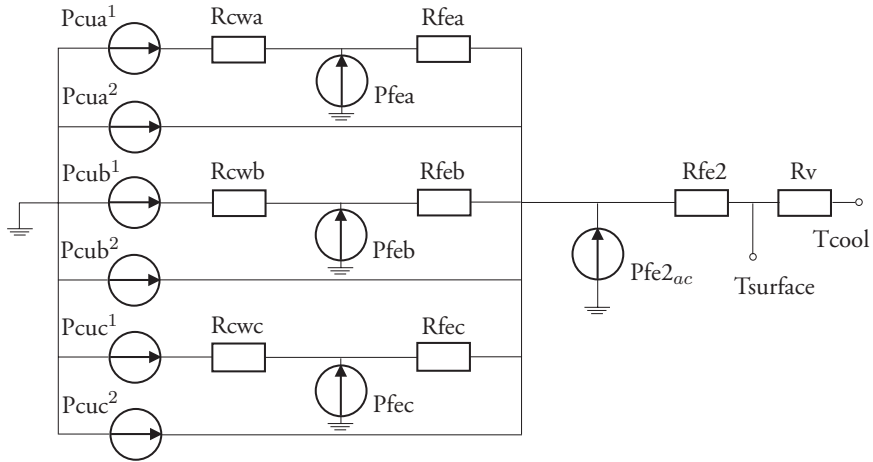 Pcua¹ Rcwa Rfea
Pfea
Pcua²
Pcub¹ Rcwb Rfeb Rfe2 Rv
Tcool
Pfeb
Pcub² Pfe2ac Tsurface
Pcuc¹ Rcwc Rfec
Pfec
Pcuc²